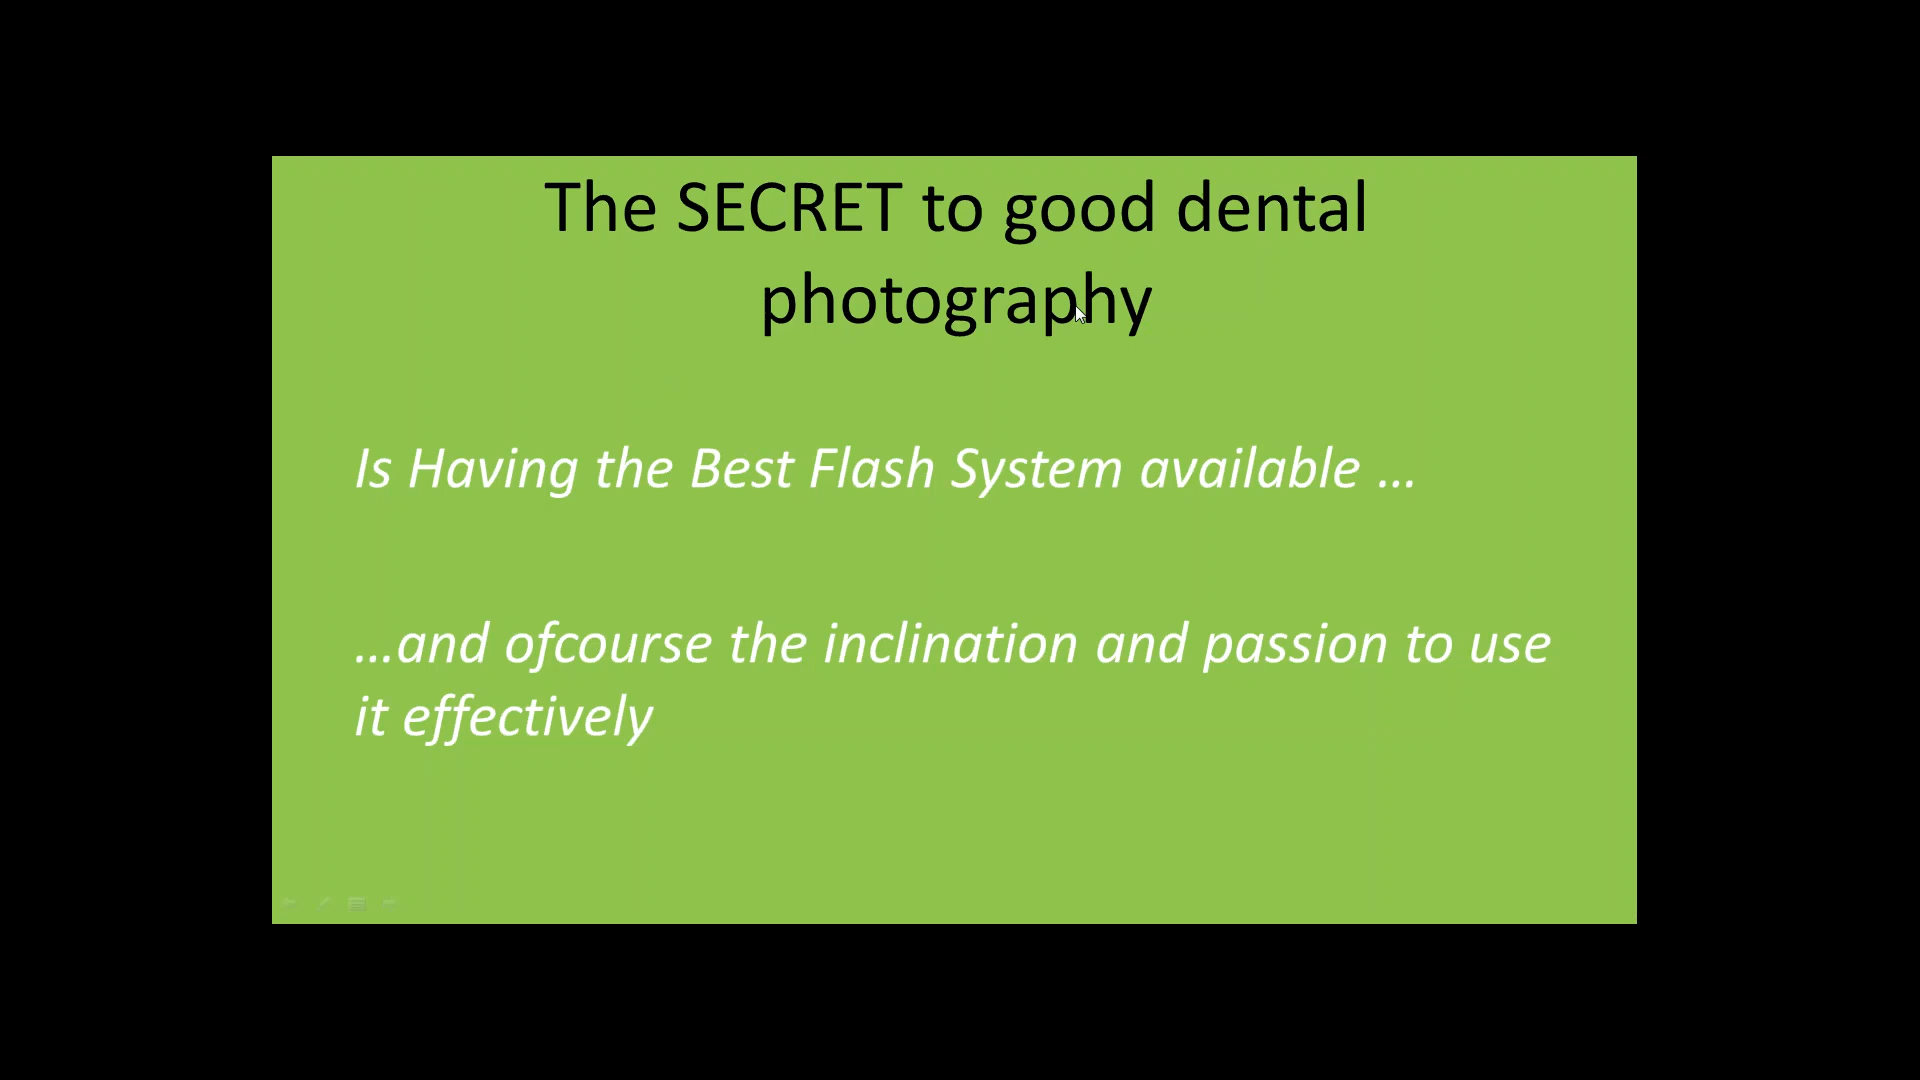 The SECRET to good dental
photography
Is Having the Best Flash System available ...
...and ofcourse the inclination and passion to use
it effectively